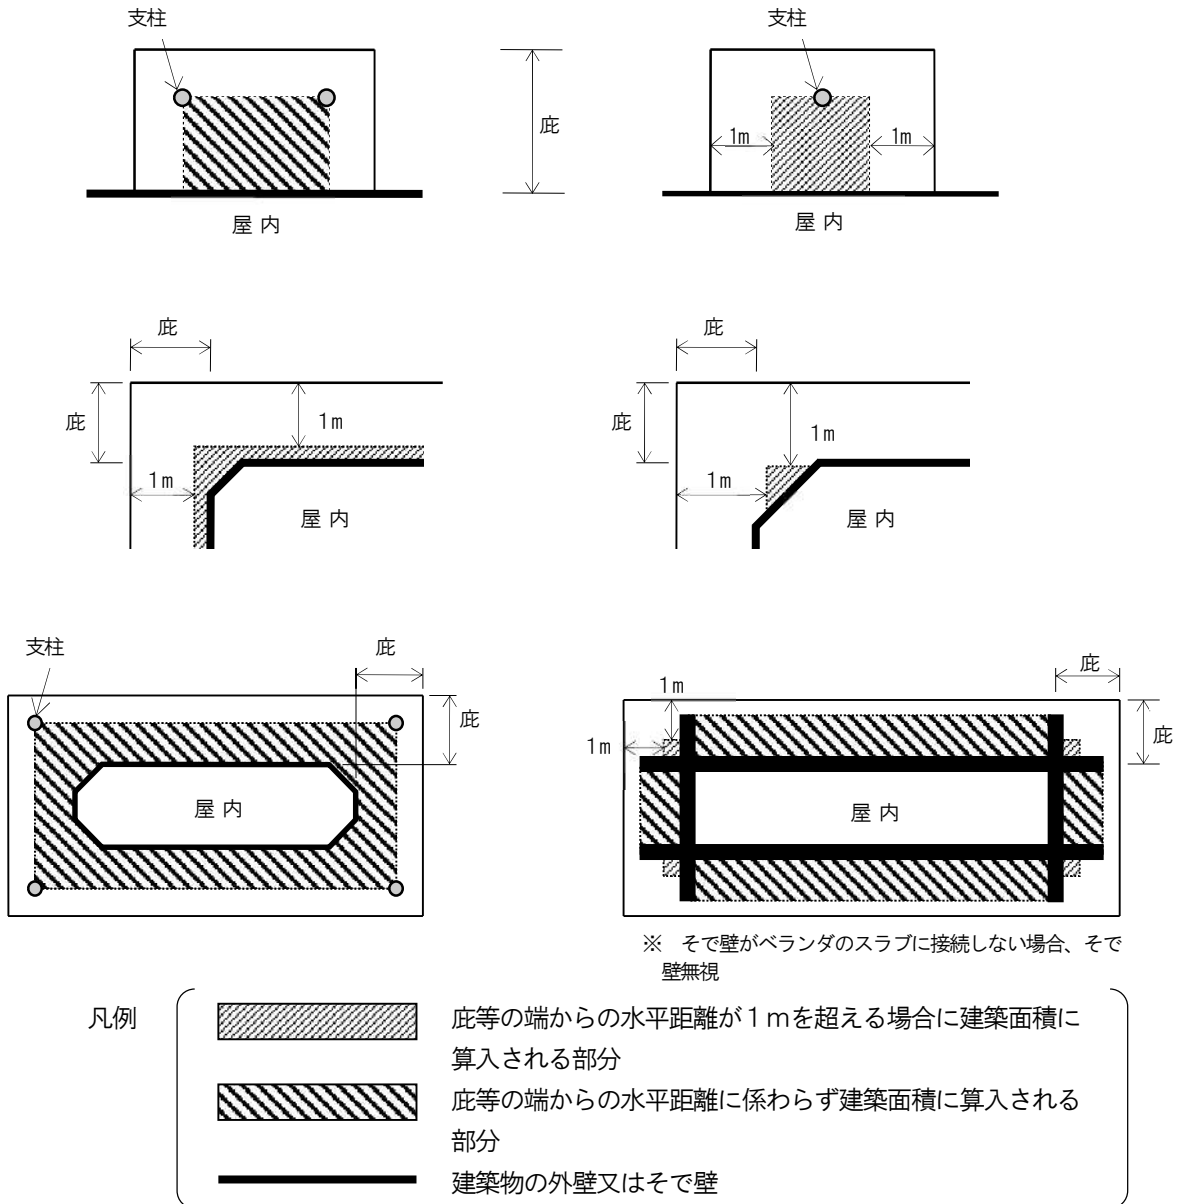 支柱
支柱
庇
1m
1m
屋内
屋内
庇
庇
庇
1m
庇
1m
1m
1m
屋内
屋内
支柱
庇
庇
1m
庇
1m
庇
屋内
屋内
※ そで壁がベランダのスラブに接続しない場合、そで
壁無視
凡例
庇等の端からの水平距離が1mを超える場合に建築面積に
算入される部分
庇等の端からの水平距離に係わらず建築面積に算入される
部分
建築物の外壁又はそで壁